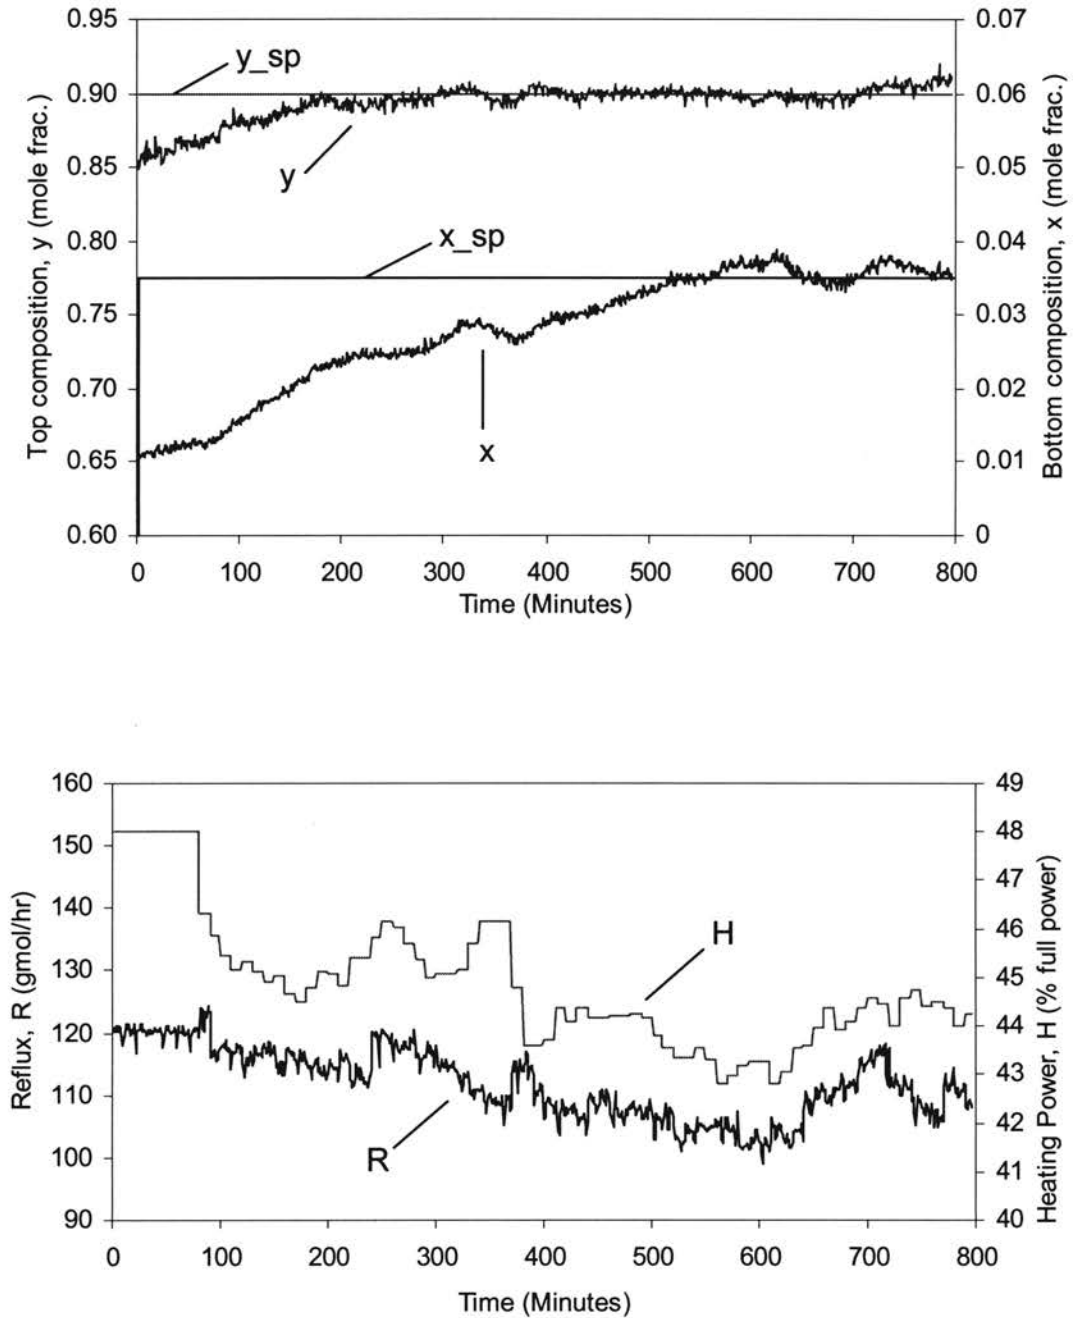 0.95
0.90
0.85
0.80
0.75
0.70
0.65
0.60
Top composition, y (mole frac.)
y_sp
y
x_sp
x
0.07
0.06
0.05
0.04
0.03
0.02
0.01
0
Bottom composition, x (mole frac.)
0 100 200 300 400 500 600 700 800
Time (Minutes)
160
150
140
130
120
110
100
90
Reflux, R (gmol/hr)
H
R
49
48
47
46
45
44
43
42
41
40
Heating Power, H (% full power)
0 100 200 300 400 500 600 700 800
Time (Minutes)